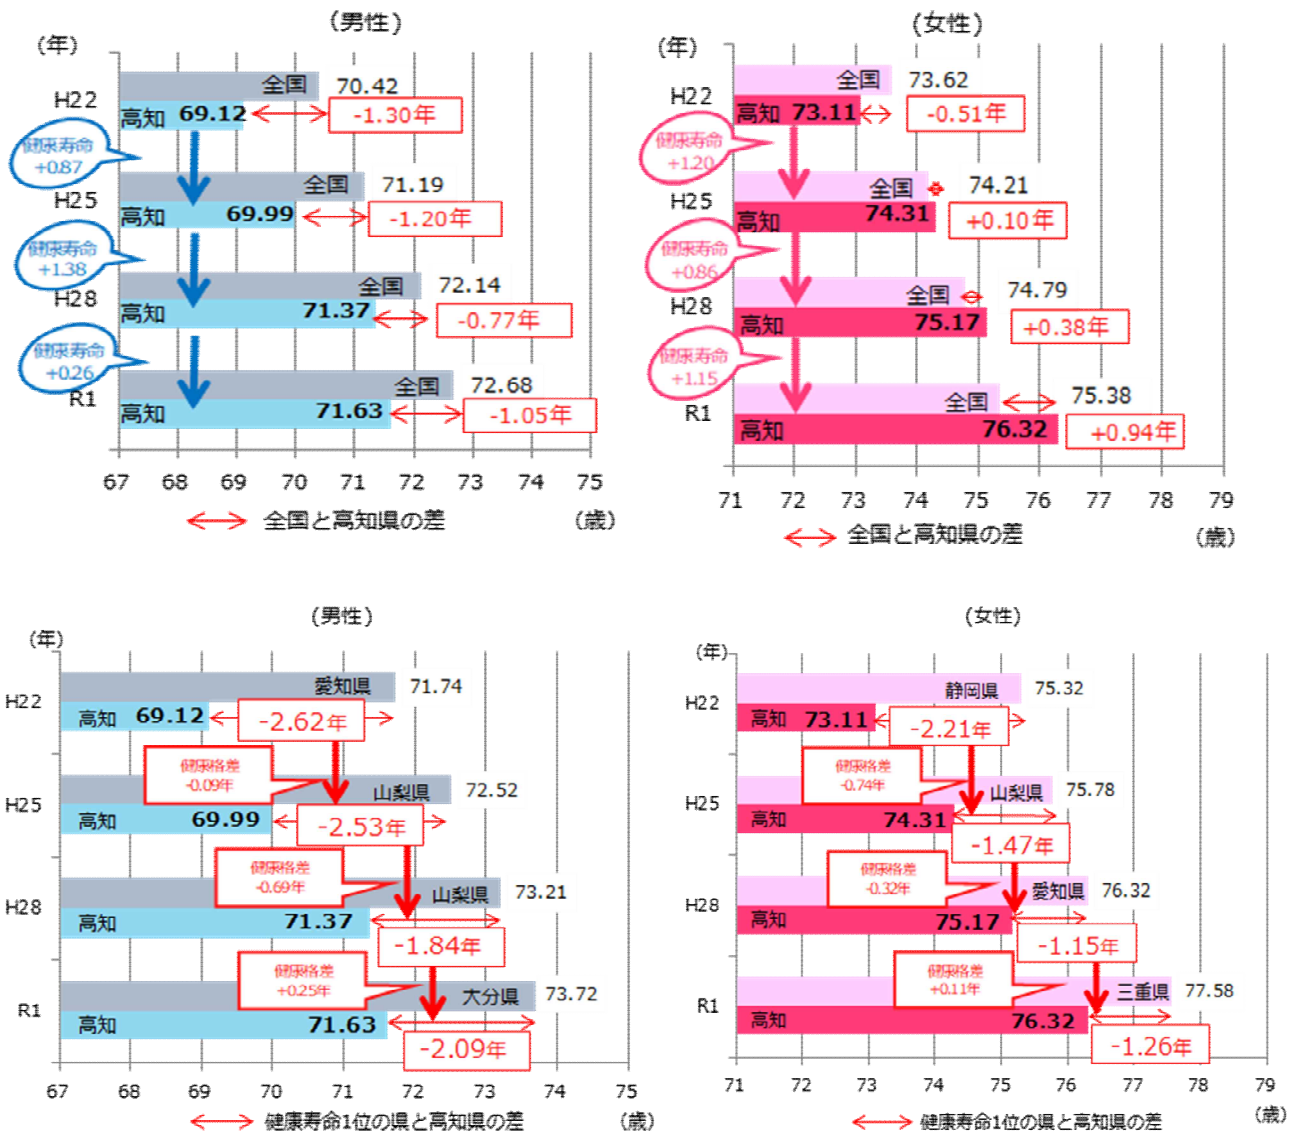 (男性)
(年)
H22
全国 70.42
高知 69.12
-1.30年
健康寿命
+0.87
H25
全国 71.19
高知 69.99
-1.20年
健康寿命
+1.38
H28
全国 72.14
高知 71.37
-0.77年
健康寿命
+0.26
R1
全国 72.68
高知 71.63
-1.05年
67 68 69 70 71 72 73 74 75
全国と高知県の差 (歳)
(女性)
(年)
H22
全国 73.62
高知 73.11
-0.51年
健康寿命
+1.20
H25
全国 74.21
高知 74.31
+0.10年
健康寿命
+0.86
H28
全国 74.79
高知 75.17
+0.38年
健康寿命
+1.15
R1
全国 75.38
高知 76.32
+0.94年
71 72 73 74 75 76 77 78 79
全国と高知県の差 (歳)
(男性)
(年)
H22
愛知県 71.74
高知 69.12
-2.62年
健康格差
-0.09年
H25
山梨県 72.52
高知 69.99
-2.53年
健康格差
-0.69年
H28
山梨県 73.21
高知 71.37
-1.84年
健康格差
+0.25年
R1
大分県 73.72
高知 71.63
-2.09年
67 68 69 70 71 72 73 74 75
健康寿命1位の県と高知県の差 (歳)
(女性)
(年)
H22
静岡県 75.32
高知 73.11
-2.21年
健康格差
-0.74年
H25
山梨県 75.78
高知 74.31
-1.47年
健康格差
-0.32年
H28
愛知県 76.32
高知 75.17
-1.15年
健康格差
+0.11年
R1
三重県 77.58
高知 76.32
-1.26年
71 72 73 74 75 76 77 78 79
健康寿命1位の県と高知県の差 (歳)